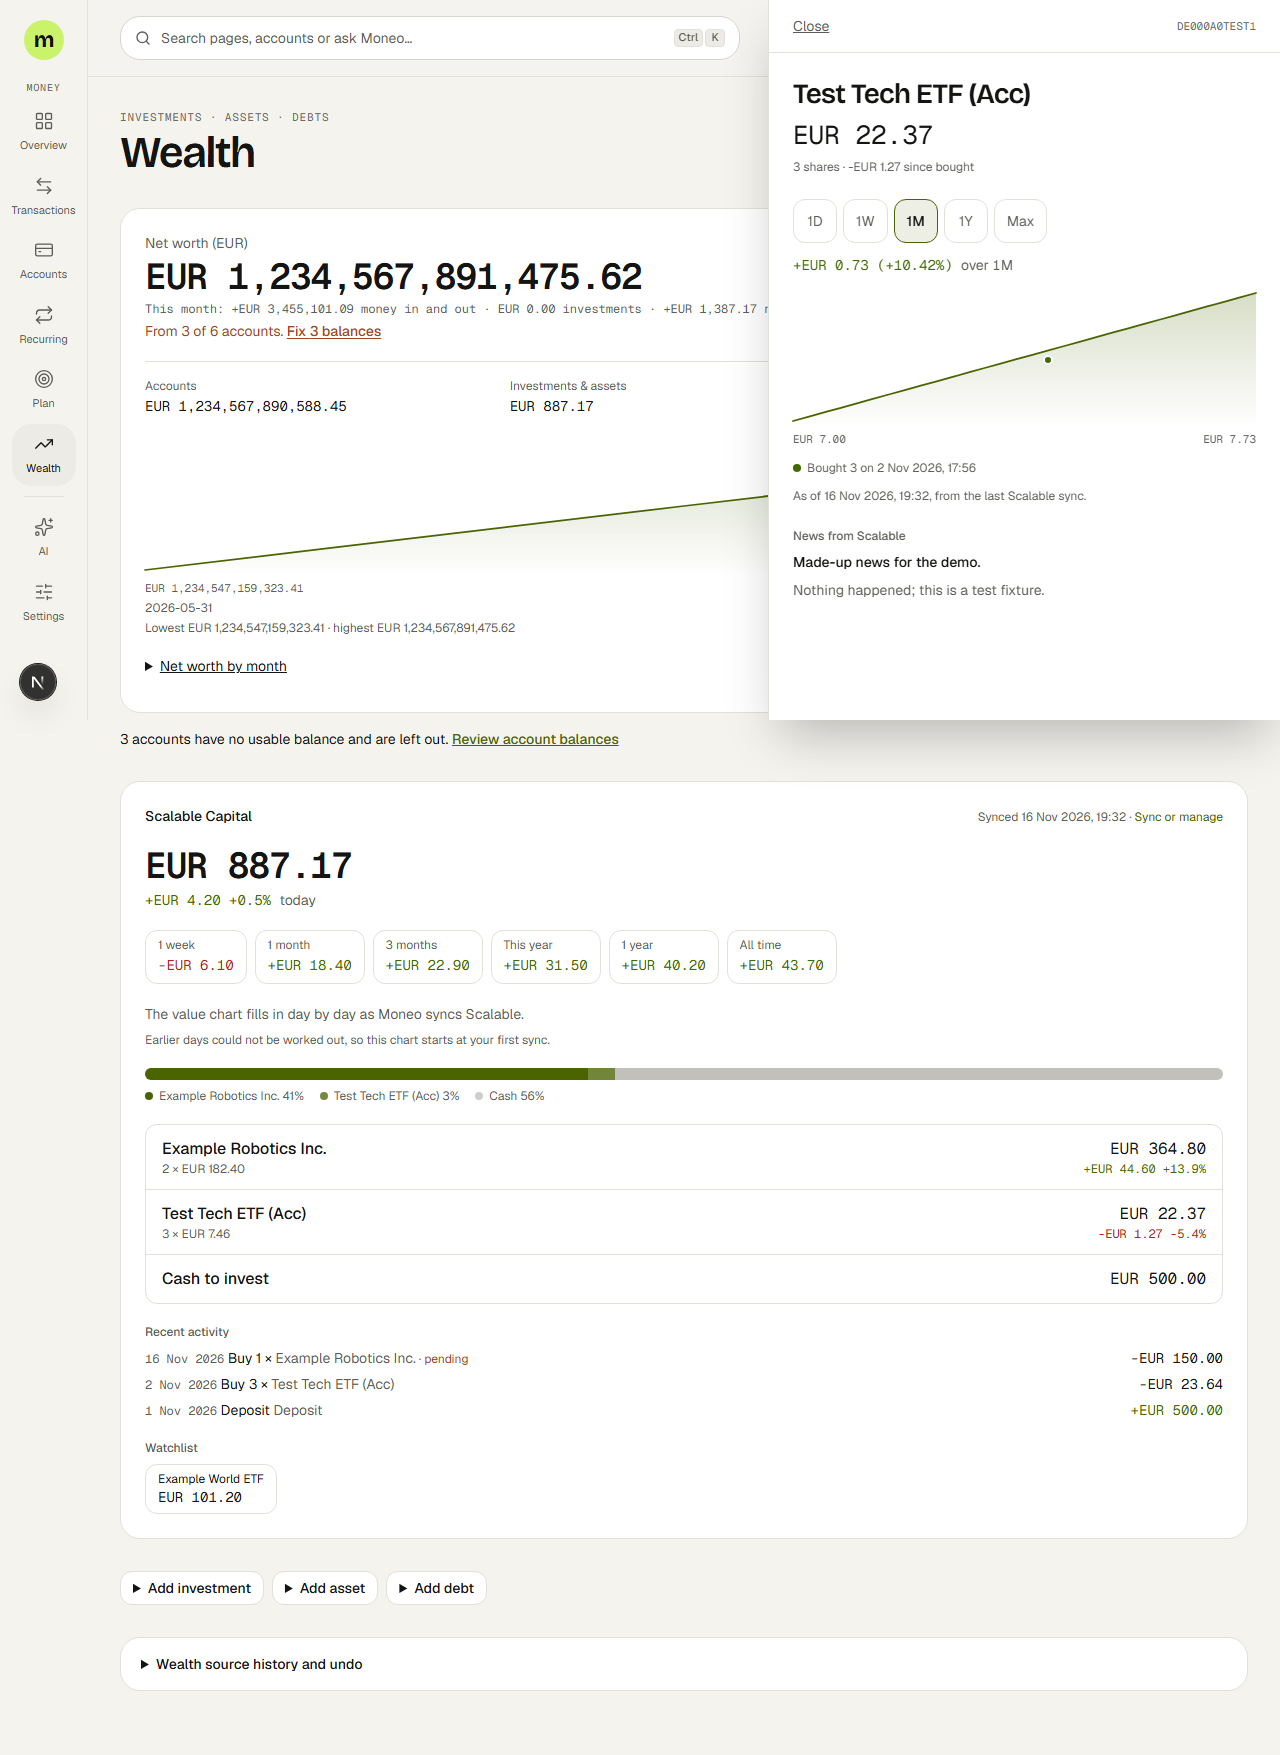 m
MONEY
Overview
Transactions
Accounts
Recurring
Plan
Wealth
AI
Settings
N
Search pages, accounts or ask Moneo...
Ctrl K
INVESTMENTS · ASSETS · DEBTS
Wealth
Net worth (EUR)
EUR 1,234,567,891,475.62
This month: +EUR 3,455,101.09 money in and out · EUR 0.00 investments · +EUR 1,387.17
From 3 of 6 accounts. Fix 3 balances
Accounts
EUR 1,234,567,890,588.45
Investments & assets
EUR 887.17
EUR 1,234,547,159,323.41
2026-05-31
Lowest EUR 1,234,547,159,323.41 · highest EUR 1,234,567,891,475.62
Net worth by month
3 accounts have no usable balance and are left out. Review account balances
Close
DE000A0TEST1
Test Tech ETF (Acc)
EUR 22.37
3 shares · -EUR 1.27 since bought
1D 1W 1M 1Y Max
+EUR 0.73 (+10.42%) over 1M
EUR 7.00
EUR 7.73
Bought 3 on 2 Nov 2026, 17:56
As of 16 Nov 2026, 19:32, from the last Scalable sync.
News from Scalable
Made-up news for the demo.
Nothing happened; this is a test fixture.
Scalable Capital
Synced 16 Nov 2026, 19:32 · Sync or manage
EUR 887.17
+EUR 4.20 +0.5% today
1 week
-EUR 6.10
1 month
+EUR 18.40
3 months
+EUR 22.90
This year
+EUR 31.50
1 year
+EUR 40.20
All time
+EUR 43.70
The value chart fills in day by day as Moneo syncs Scalable.
Earlier days could not be worked out, so this chart starts at your first sync.
Example Robotics Inc. 41% Test Tech ETF (Acc) 3% Cash 56%
Example Robotics Inc.
EUR 364.80
2 × EUR 182.40
+EUR 44.60 +13.9%
Test Tech ETF (Acc)
EUR 22.37
3 × EUR 7.46
-EUR 1.27 -5.4%
Cash to invest
EUR 500.00
Recent activity
16 Nov 2026 Buy 1 × Example Robotics Inc. · pending
-EUR 150.00
2 Nov 2026 Buy 3 × Test Tech ETF (Acc)
-EUR 23.64
1 Nov 2026 Deposit Deposit
+EUR 500.00
Watchlist
Example World ETF
EUR 101.20
Add investment
Add asset
Add debt
Wealth source history and undo